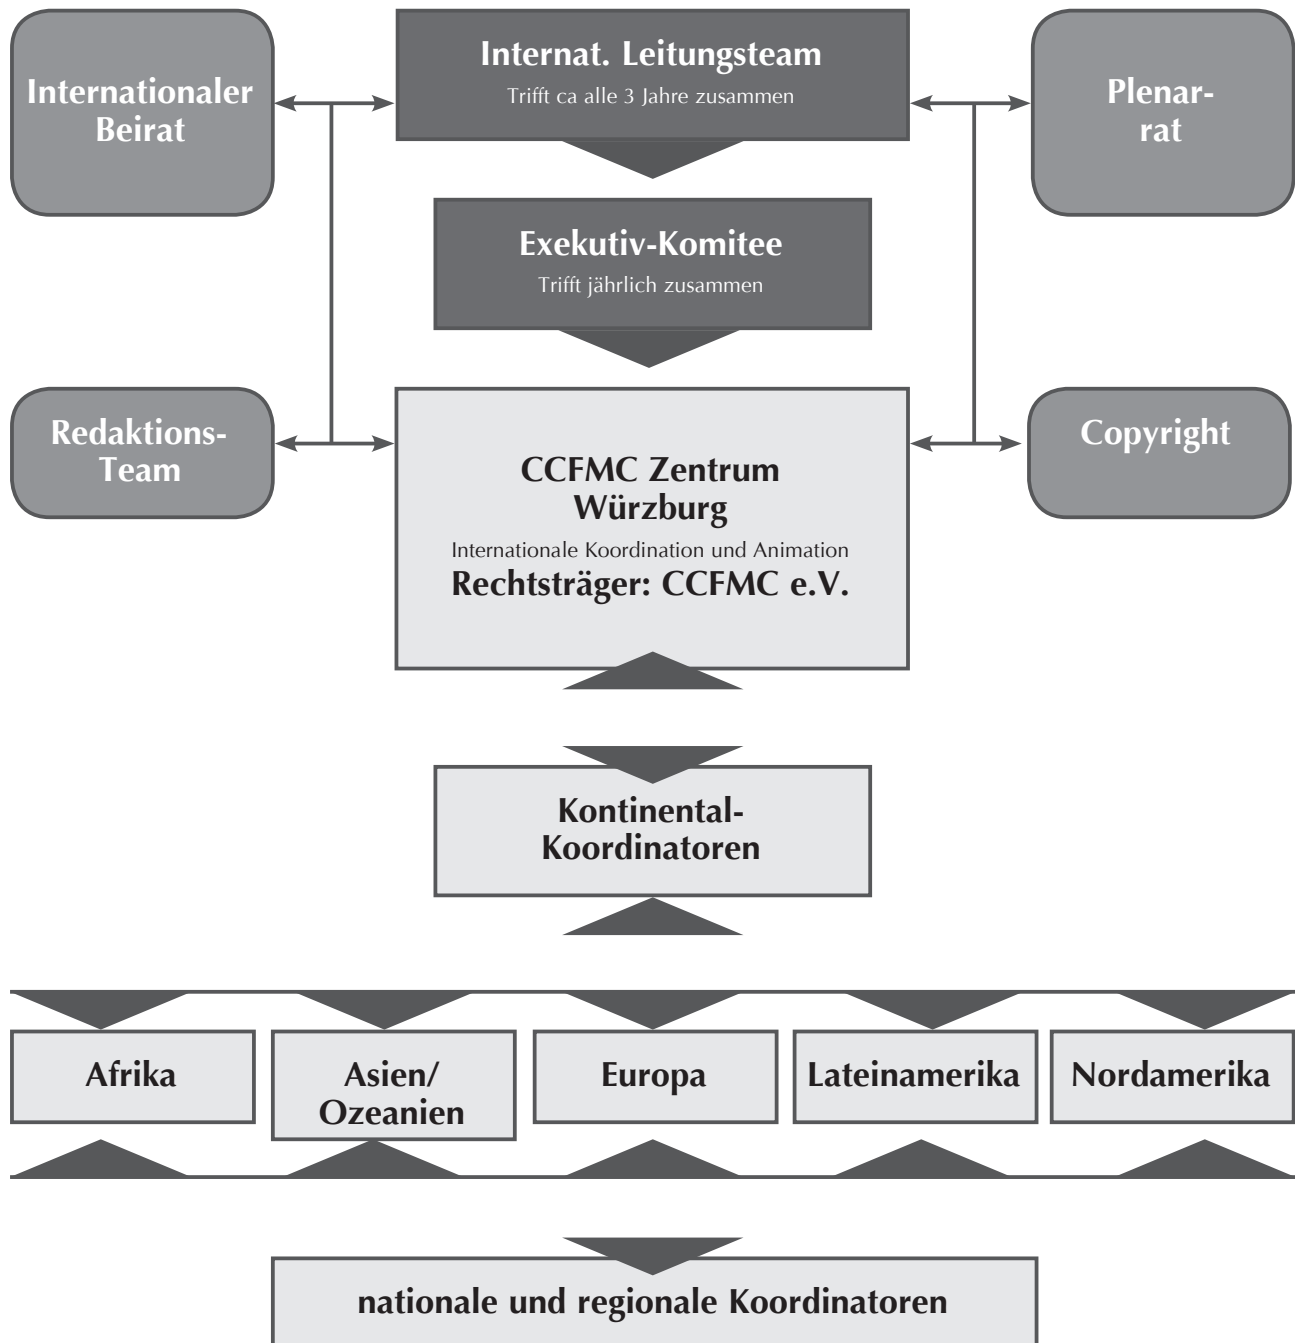 Internationaler
Beirat
Internat. Leitungsteam
Trifft ca alle 3 Jahre zusammen
Plenar-
rat
Exekutiv-Komitee
Trifft jährlich zusammen
Redaktions-
Team
CCFMC Zentrum
Würzburg
Internationale Koordination und Animation
Rechtsträger: CCFMC e.V.
Copyright
Kontinental-
Koordinatoren
Afrika
Asien/
Ozeanien
Europa
Lateinamerika
Nordamerika
nationale und regionale Koordinatoren